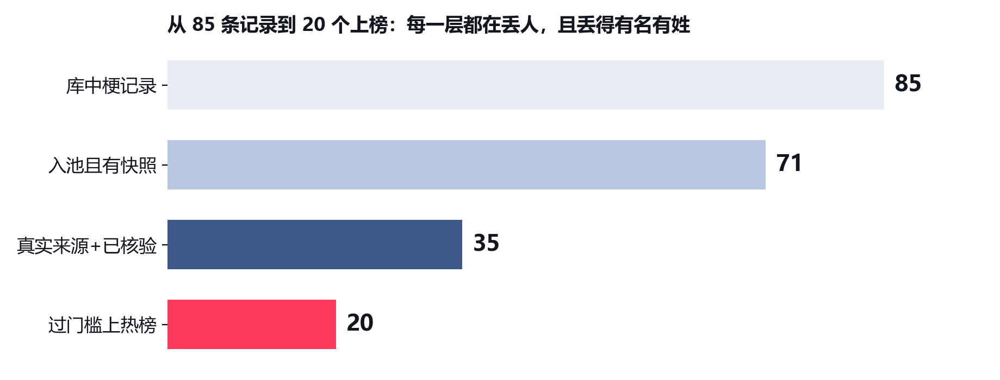 从 85 条记录到 20 个上榜：每一层都在丢人，且丢得有名有姓
库中梗记录 85
入池且有快照 71
真实来源+已核验 35
过门槛上热榜 20